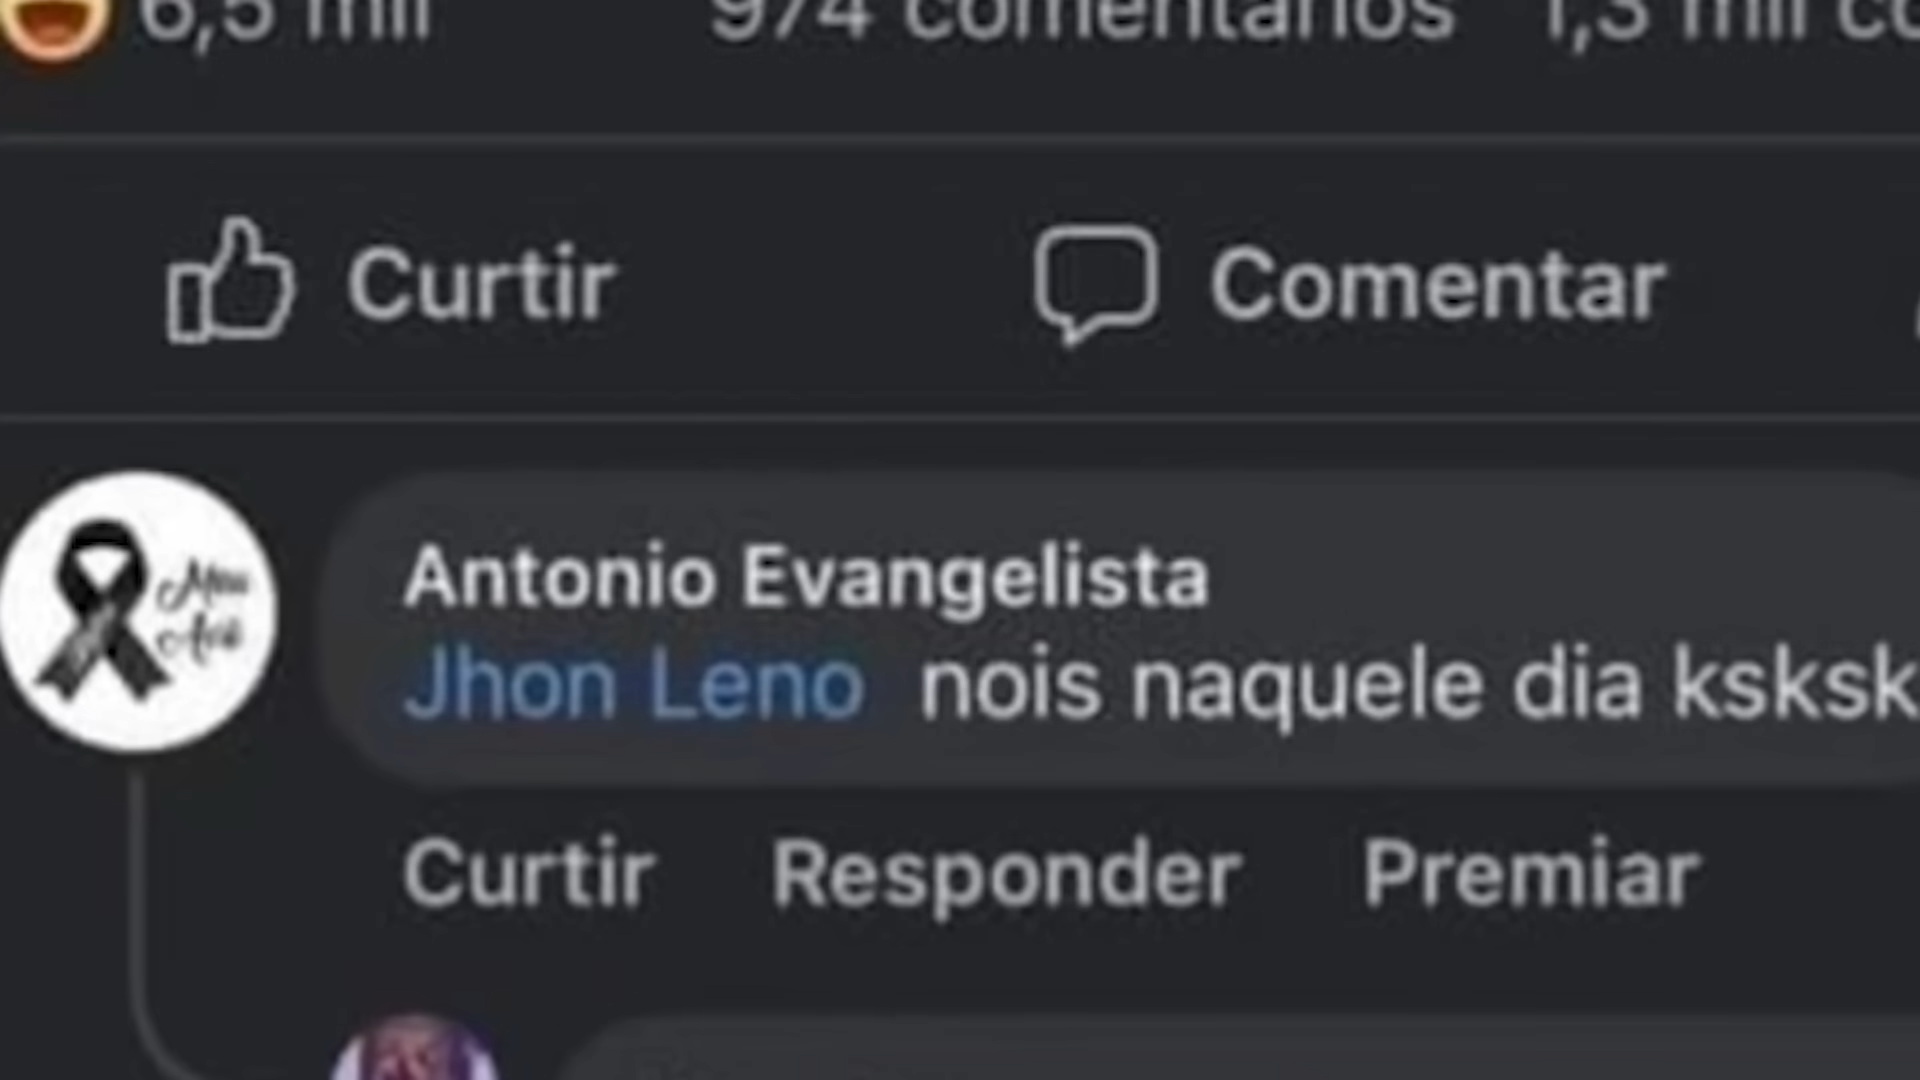 6,5 mil 974 comentários 1,3 mil co
Curtir Comentar
Antonio Evangelista
Jhon Leno nois naquele dia ksksk
Curtir Responder Premiar
Meu